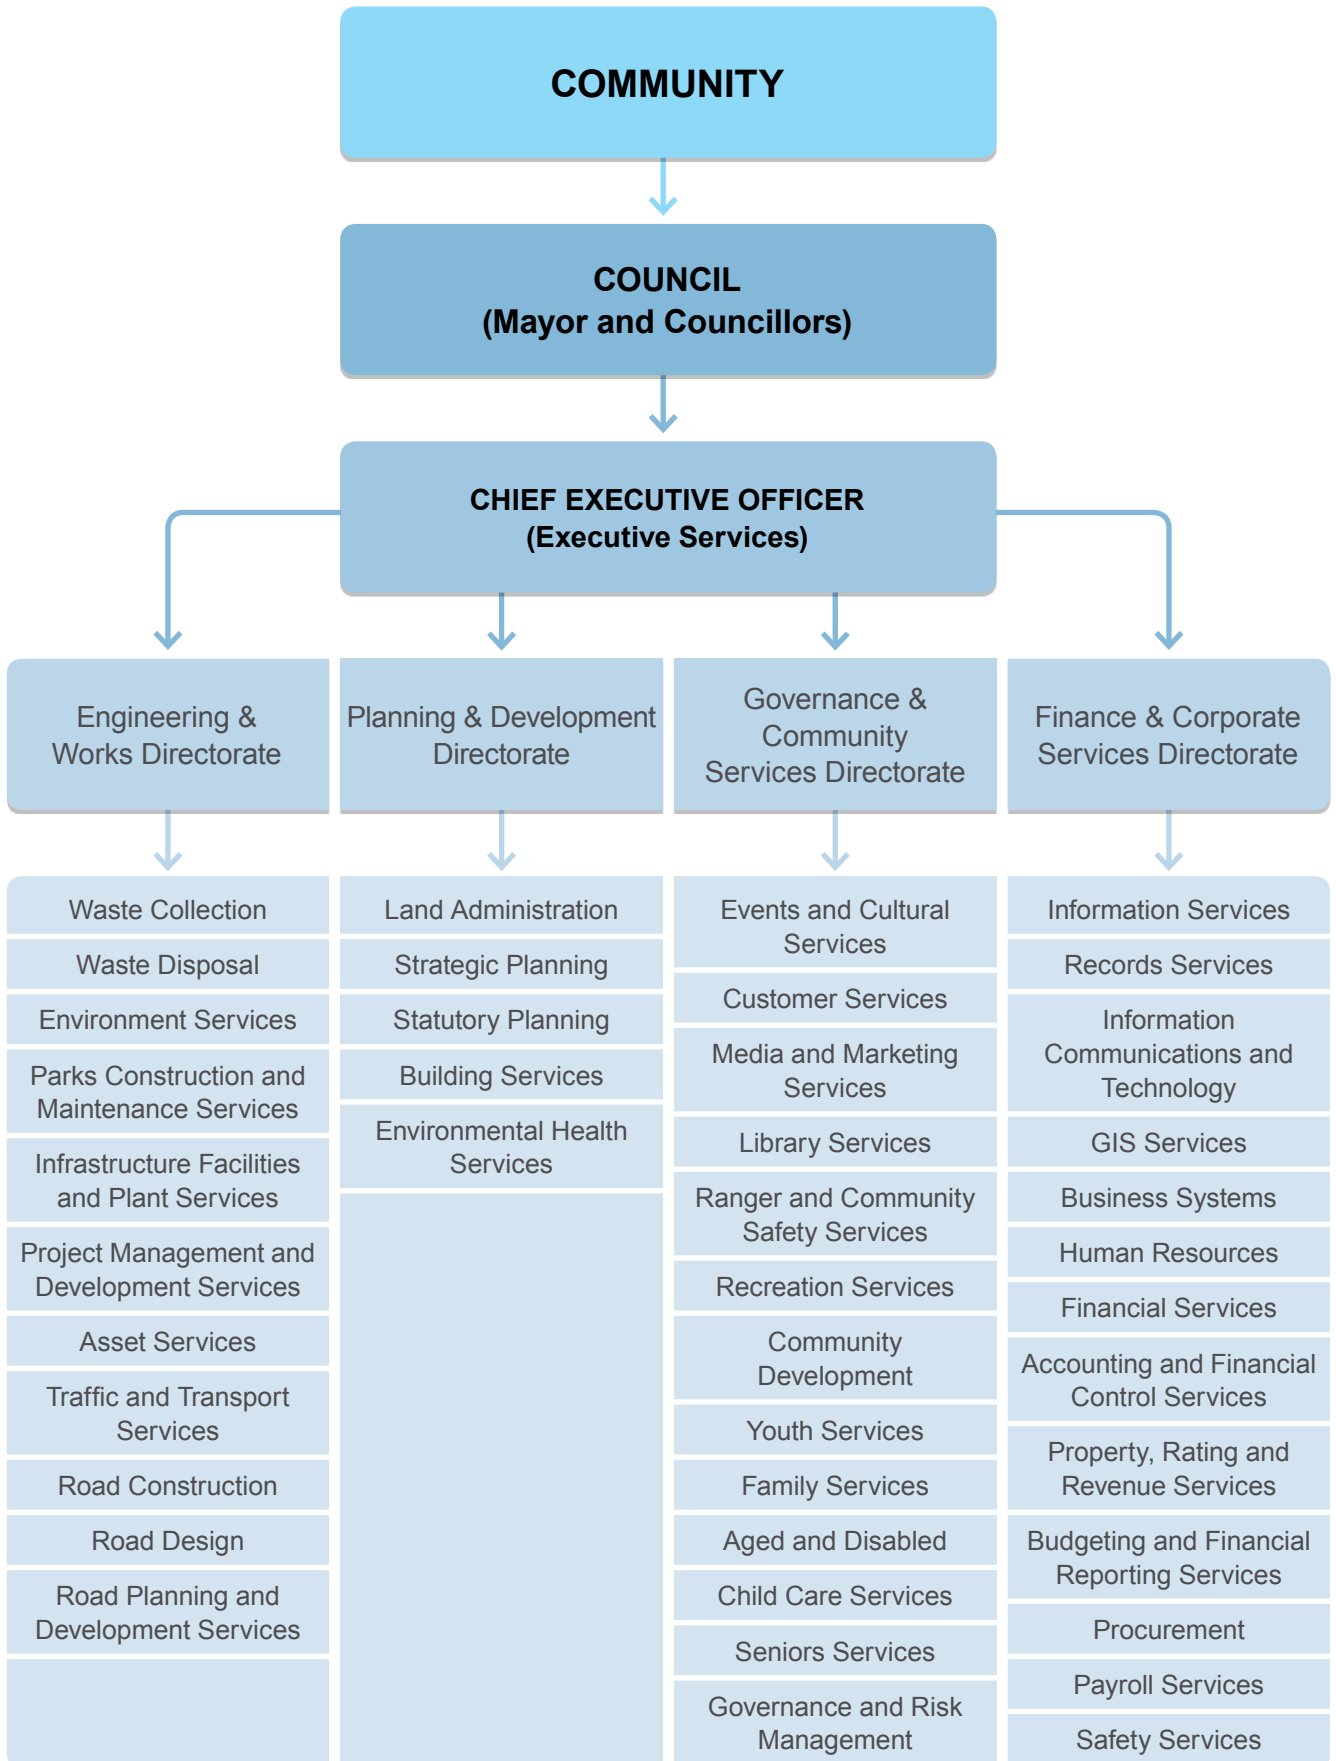 COMMUNITY
COUNCIL
(Mayor and Councillors)
CHIEF EXECUTIVE OFFICER
(Executive Services)
Engineering &
Works Directorate
Planning & Development
Directorate
Governance &
Community
Services Directorate
Finance & Corporate
Services Directorate
Waste Collection
Waste Disposal
Environment Services
Parks Construction and
Maintenance Services
Infrastructure Facilities
and Plant Services
Project Management and
Development Services
Asset Services
Traffic and Transport
Services
Road Construction
Road Design
Road Planning and
Development Services
Land Administration
Strategic Planning
Statutory Planning
Building Services
Environmental Health
Services
Events and Cultural
Services
Customer Services
Media and Marketing
Services
Library Services
Ranger and Community
Safety Services
Recreation Services
Community
Development
Youth Services
Family Services
Aged and Disabled
Child Care Services
Seniors Services
Governance and Risk
Management
Information Services
Records Services
Information
Communications and
Technology
GIS Services
Business Systems
Human Resources
Financial Services
Accounting and Financial
Control Services
Property, Rating and
Revenue Services
Budgeting and Financial
Reporting Services
Procurement
Payroll Services
Safety Services